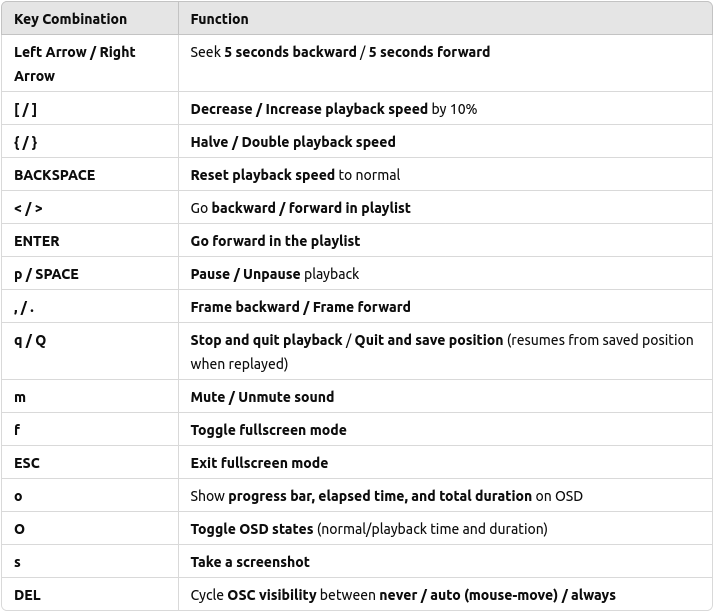 Key Combination Function
Left Arrow / Right Arrow Seek 5 seconds backward / 5 seconds forward
[ / ] Decrease / Increase playback speed by 10%
{ / } Halve / Double playback speed
BACKSPACE Reset playback speed to normal
< / > Go backward / forward in playlist
ENTER Go forward in the playlist
p / SPACE Pause / Unpause playback
, / . Frame backward / Frame forward
q / Q Stop and quit playback / Quit and save position (resumes from saved position
when replayed)
m Mute / Unmute sound
f Toggle fullscreen mode
ESC Exit fullscreen mode
o Show progress bar, elapsed time, and total duration on OSD
O Toggle OSD states (normal/playback time and duration)
s Take a screenshot
DEL Cycle OSC visibility between never / auto (mouse-move) / always